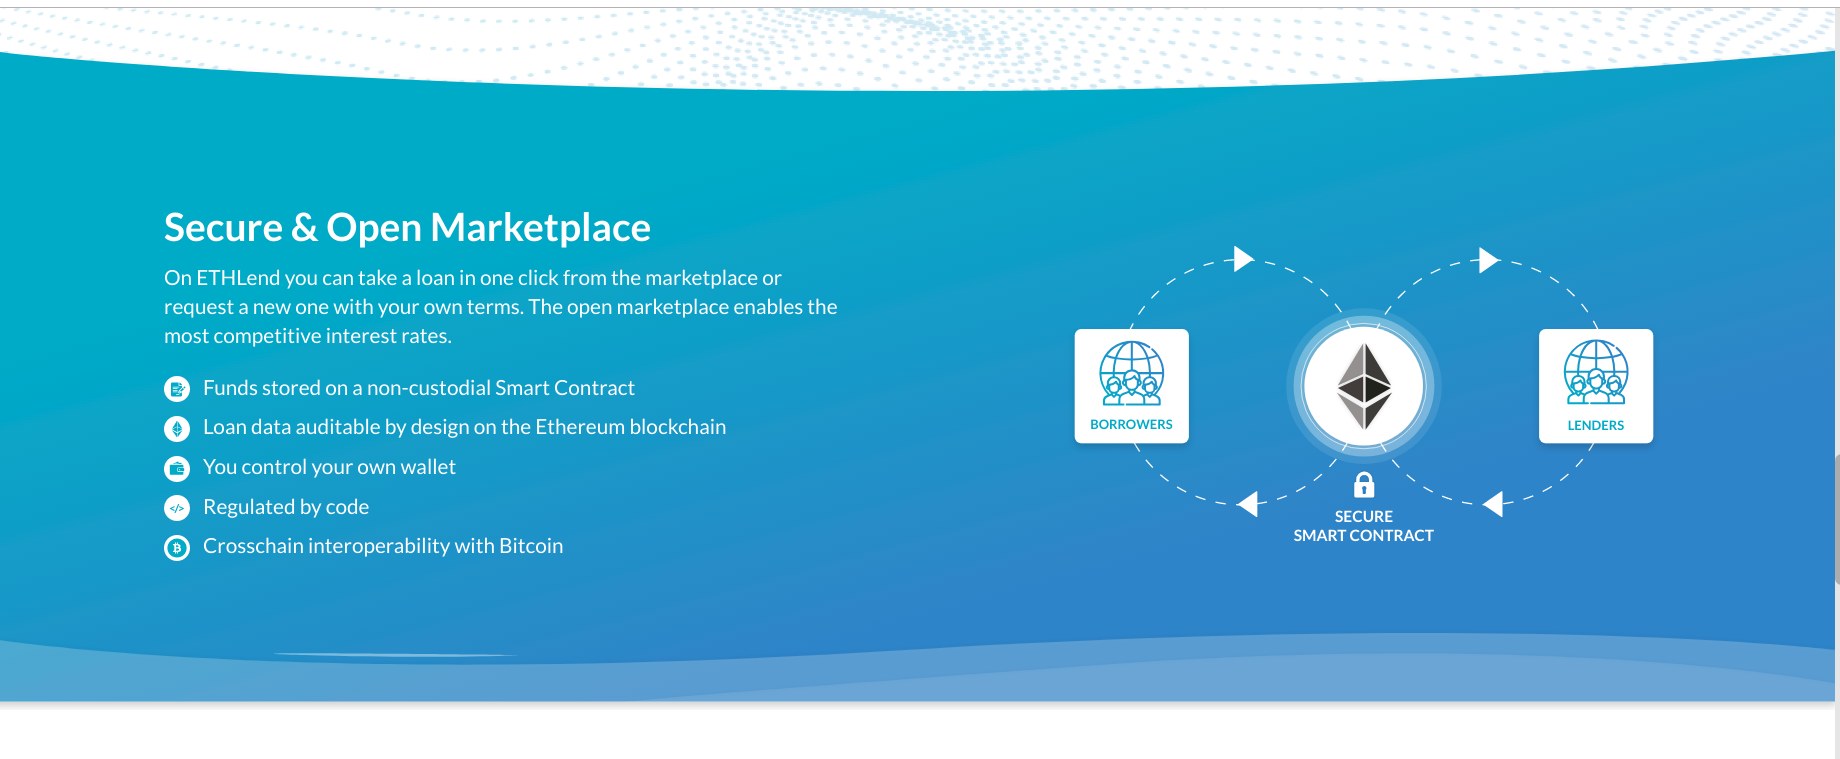 Secure & Open Marketplace
On ETHLend you can take a loan in one click from the marketplace or
request a new one with your own terms. The open marketplace enables the
most competitive interest rates.
Funds stored on a non-custodial Smart Contract
Loan data auditable by design on the Ethereum blockchain
You control your own wallet
Regulated by code
Crosschain interoperability with Bitcoin
BORROWERS
LENDERS
SECURE
SMART CONTRACT